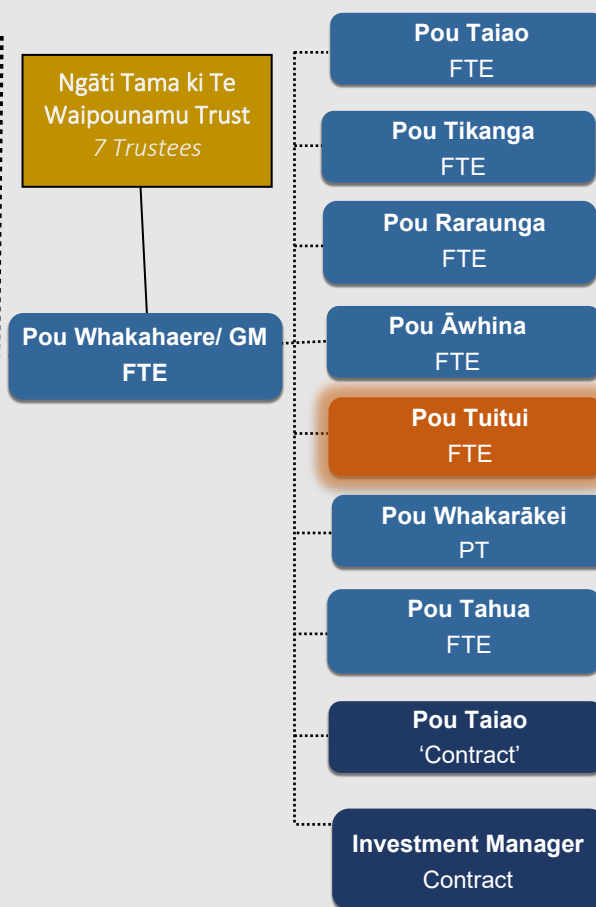 Ngāti Tama ki Te
Waipounamu Trust
7 Trustees
Pou Whakahaere/ GM
FTE
Pou Taiao
FTE
Pou Tikanga
FTE
Pou Raraunga
FTE
Pou Āwhina
FTE
Pou Tuitui
FTE
Pou Whakarākei
PT
Pou Tahua
FTE
Pou Taiao
‘Contract’
Investment Manager
Contract